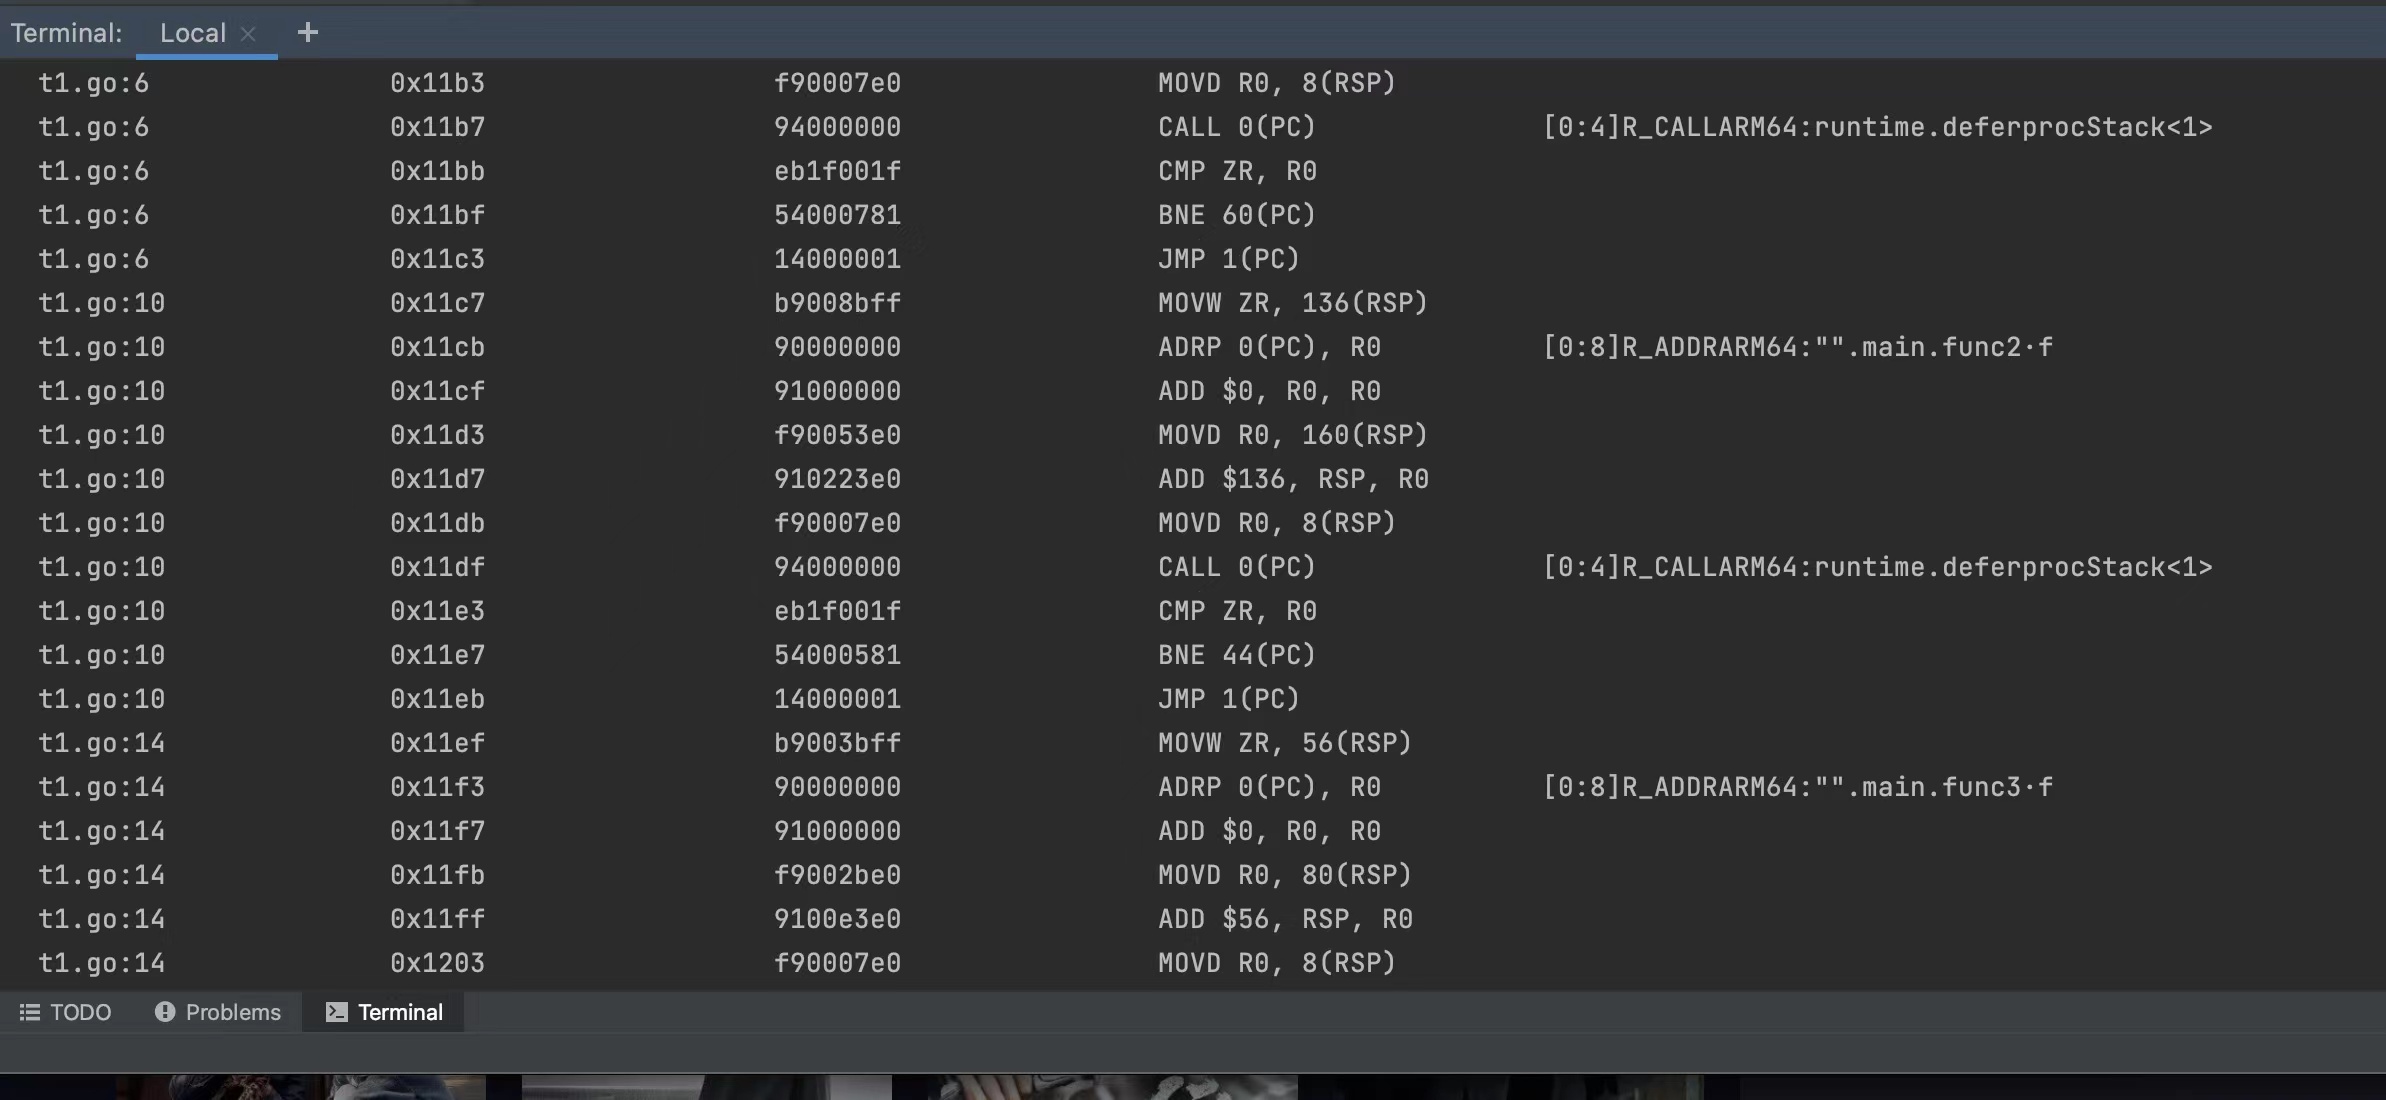 Terminal: Local × +
t1.go:6 0x11b3 f90007e0 MOVD R0, 8(RSP)
t1.go:6 0x11b7 94000000 CALL 0(PC) [0:4]R_CALLARM64:runtime.deferprocStack<1>
t1.go:6 0x11bb eb1f001f CMP ZR, R0
t1.go:6 0x11bf 54000781 BNE 60(PC)
t1.go:6 0x11c3 14000001 JMP 1(PC)
t1.go:10 0x11c7 b9008bff MOVW ZR, 136(RSP)
t1.go:10 0x11cb 90000000 ADRP 0(PC), R0 [0:8]R_ADDRARM64:"".main.func2·f
t1.go:10 0x11cf 91000000 ADD $0, R0, R0
t1.go:10 0x11d3 f90053e0 MOVD R0, 160(RSP)
t1.go:10 0x11d7 910223e0 ADD $136, RSP, R0
t1.go:10 0x11db f90007e0 MOVD R0, 8(RSP)
t1.go:10 0x11df 94000000 CALL 0(PC) [0:4]R_CALLARM64:runtime.deferprocStack<1>
t1.go:10 0x11e3 eb1f001f CMP ZR, R0
t1.go:10 0x11e7 54000581 BNE 44(PC)
t1.go:10 0x11eb 14000001 JMP 1(PC)
t1.go:14 0x11ef b9003bff MOVW ZR, 56(RSP)
t1.go:14 0x11f3 90000000 ADRP 0(PC), R0 [0:8]R_ADDRARM64:"".main.func3·f
t1.go:14 0x11f7 91000000 ADD $0, R0, R0
t1.go:14 0x11fb f9002be0 MOVD R0, 80(RSP)
t1.go:14 0x11ff 9100e3e0 ADD $56, RSP, R0
t1.go:14 0x1203 f90007e0 MOVD R0, 8(RSP)
TODO Problems Terminal